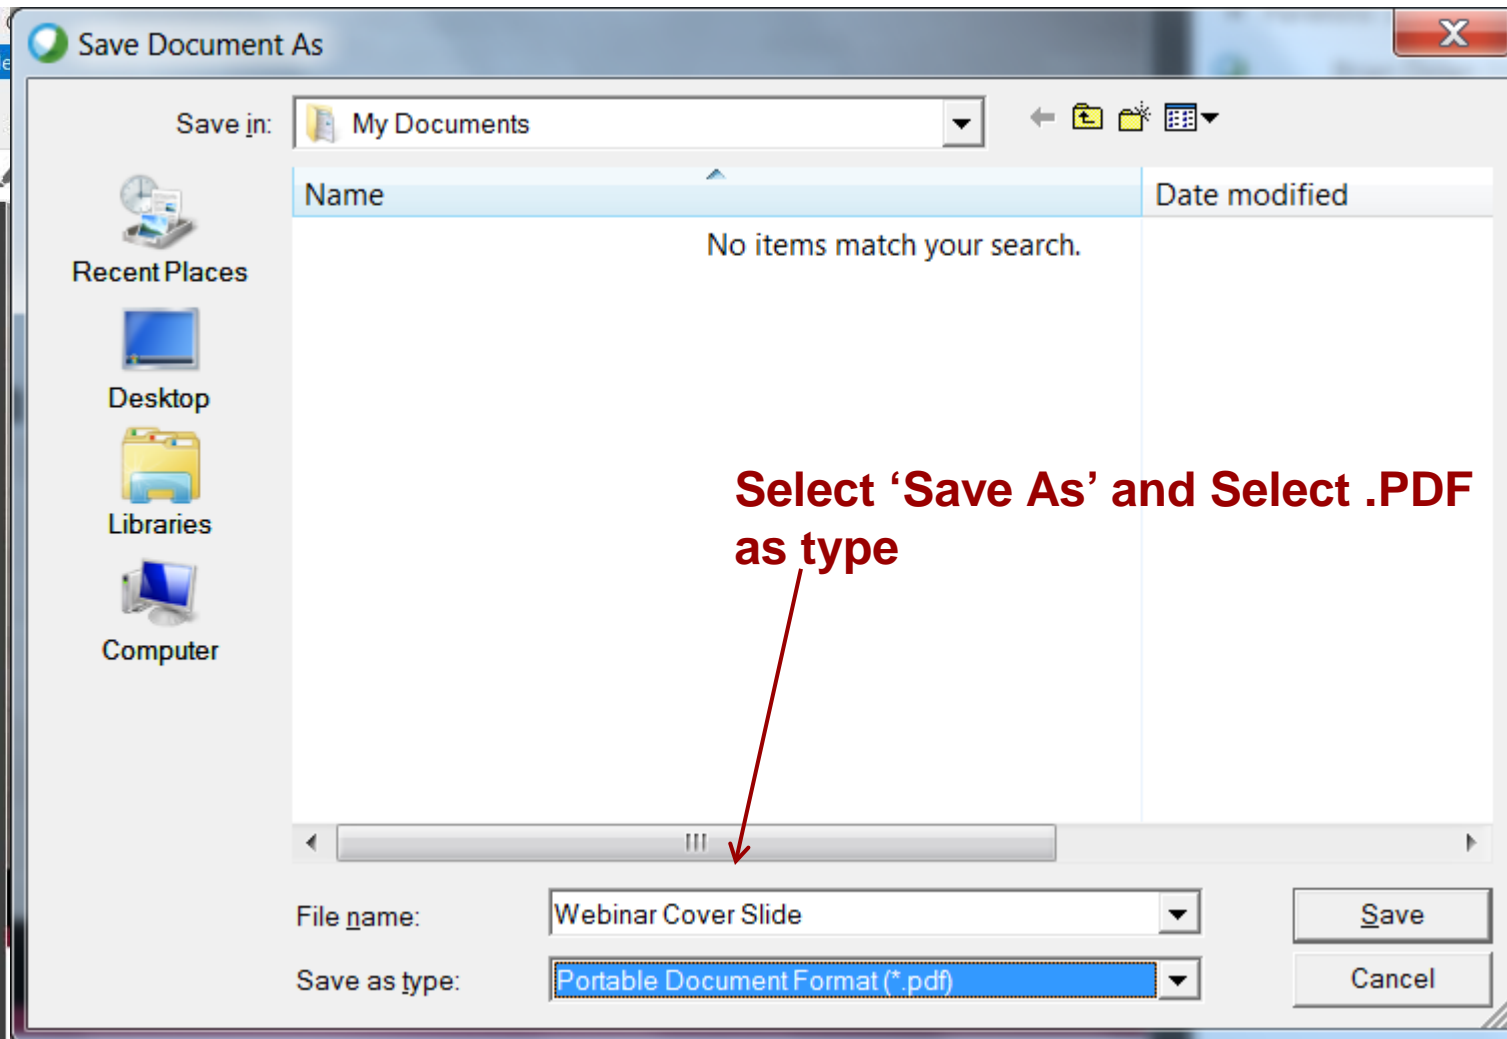 Save Document As
Save in:
My Documents
Name
Date modified
No items match your search.
Recent Places
Desktop
Libraries
Computer
Select ‘Save As’ and Select .PDF
as type
File name:
Webinar Cover Slide
Save
Save as type:
Portable Document Format (*.pdf)
Cancel